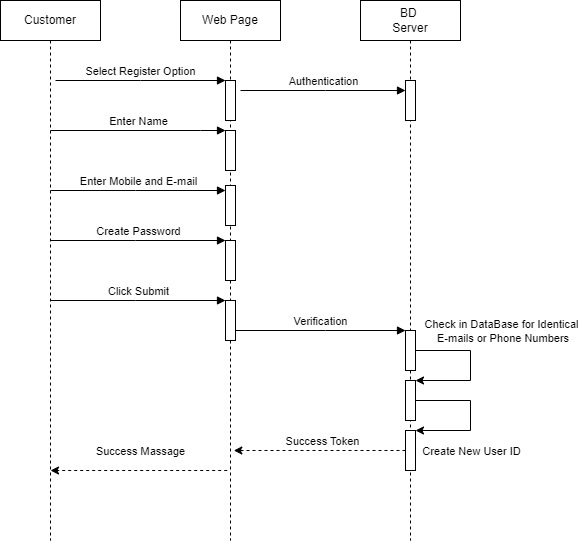 Customer
Web Page
BD
Server
Select Register Option
Authentication
Enter Name
Enter Mobile and E-mail
Create Password
Click Submit
Verification
Check in DataBase for Identical
E-mails or Phone Numbers
Success Token
Create New User ID
Success Massage